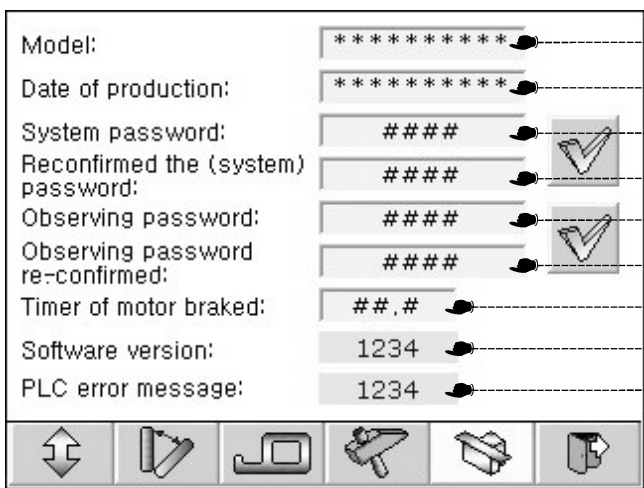 Model: **********
Date of production: **********
System password: ####
Reconfirmed the (system)
password: ####
Observing password: ####
Observing password
re-confirmed: ####
Timer of motor braked: ##.#
Software version: 1234
PLC error message: 1234